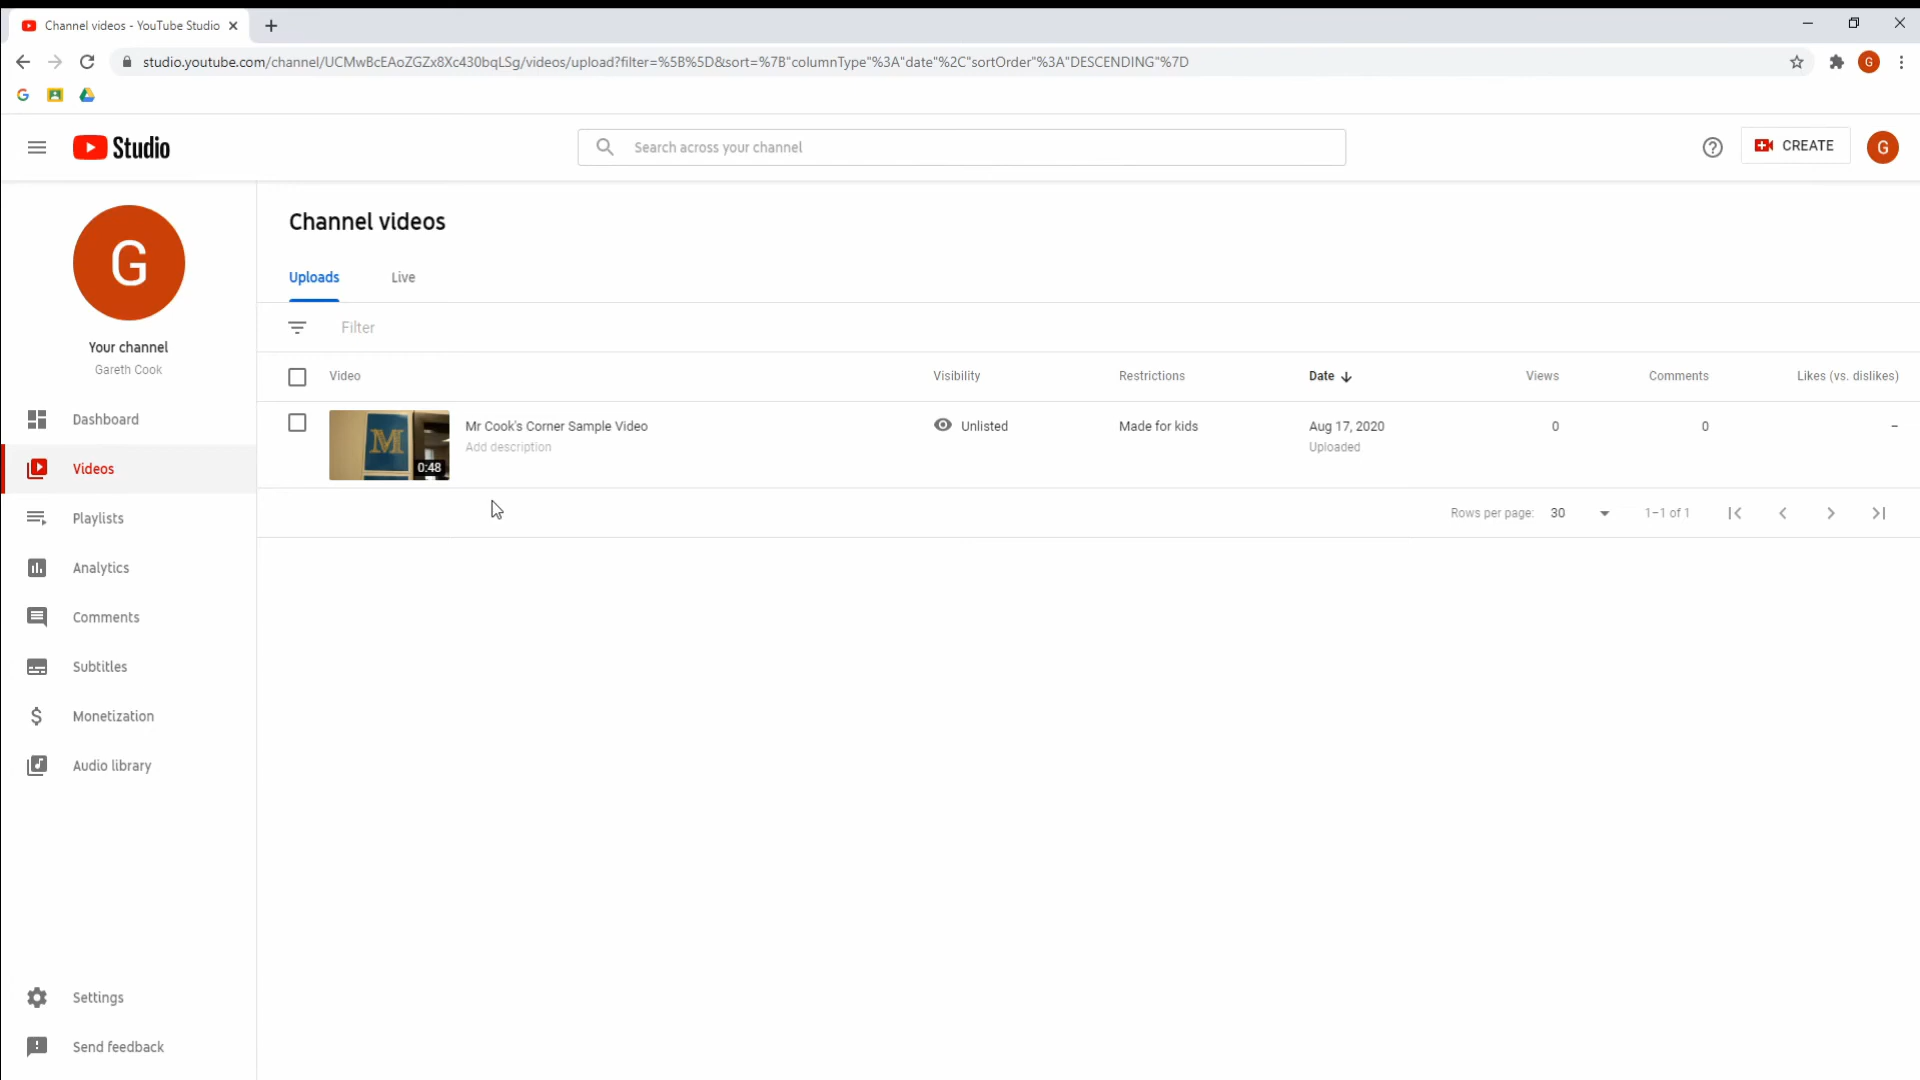 Channel videos - YouTube Studio
studio.youtube.com/channel/UCMwBcEAoZGZx8Xc430bqLSg/videos/upload?filter=%5B%5D&sort=%7B"columnType"%3A"date"%2C"sortOrder"%3A"DESCENDING"%7D
G
Studio
Search across your channel
CREATE
G
G
Your channel
Gareth Cook
Dashboard
Videos
Playlists
Analytics
Comments
Subtitles
Monetization
Audio library
Settings
Send feedback
Channel videos
Uploads Live
Filter
Video Visibility Restrictions Date Views Comments Likes (vs. dislikes)
M
0:48
Mr Cook's Corner Sample Video Unlisted Made for kids Aug 17, 2020 0 0 –
Add description Uploaded
Rows per page: 30 1–1 of 1